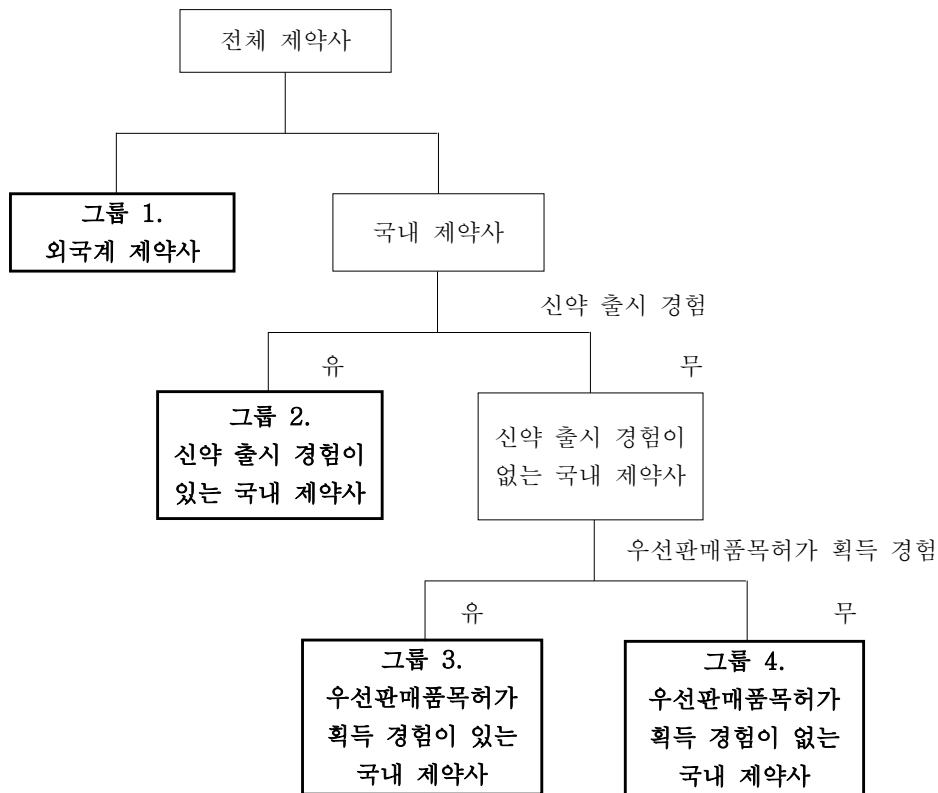 전체 제약사
그룹 1.
외국계 제약사
국내 제약사
신약 출시 경험
유
무
그룹 2.
신약 출시 경험이
있는 국내 제약사
신약 출시 경험이
없는 국내 제약사
우선판매품목허가 획득 경험
유
무
그룹 3.
우선판매품목허가
획득 경험이 있는
국내 제약사
그룹 4.
우선판매품목허가
획득 경험이 없는
국내 제약사